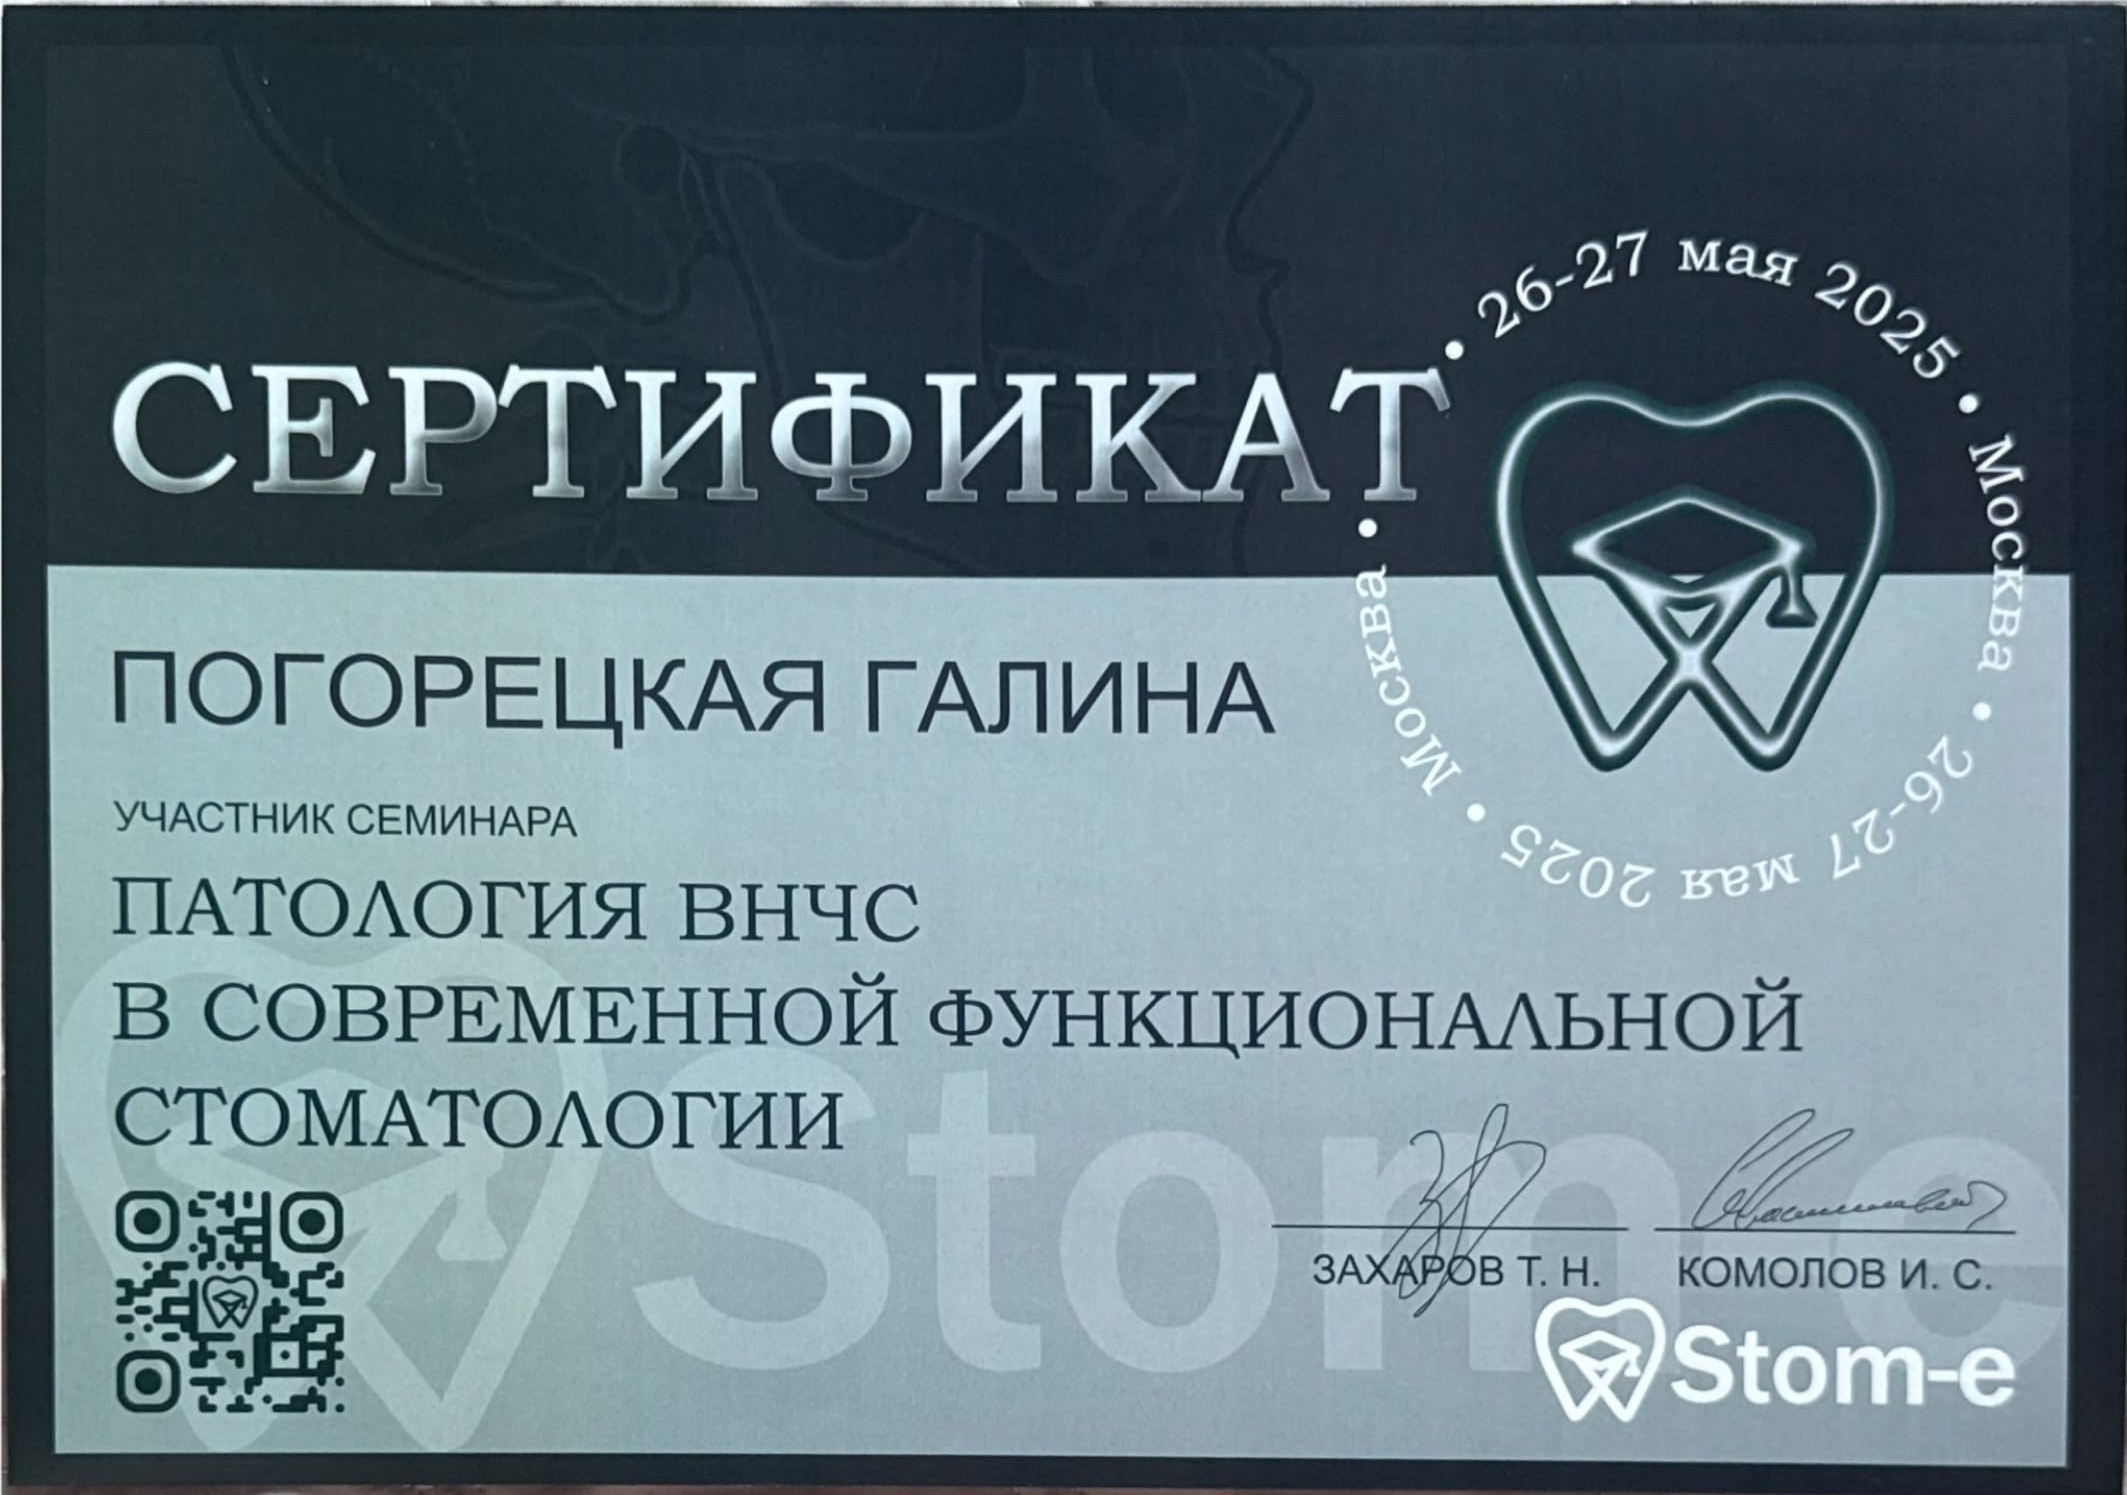 СЕРТИФИКАТ
• 26-27 мая 2025 • Москва • 26-27 мая 2025 • Москва
ПОГОРЕЦКАЯ ГАЛИНА
УЧАСТНИК СЕМИНАРА
ПАТОЛОГИЯ ВНЧС
В СОВРЕМЕННОЙ ФУНКЦИОНАЛЬНОЙ
СТОМАТОЛОГИИ
Stom-e
ЗАХАРОВ Т. Н.
КОМОЛОВ И. С.
Stom-e